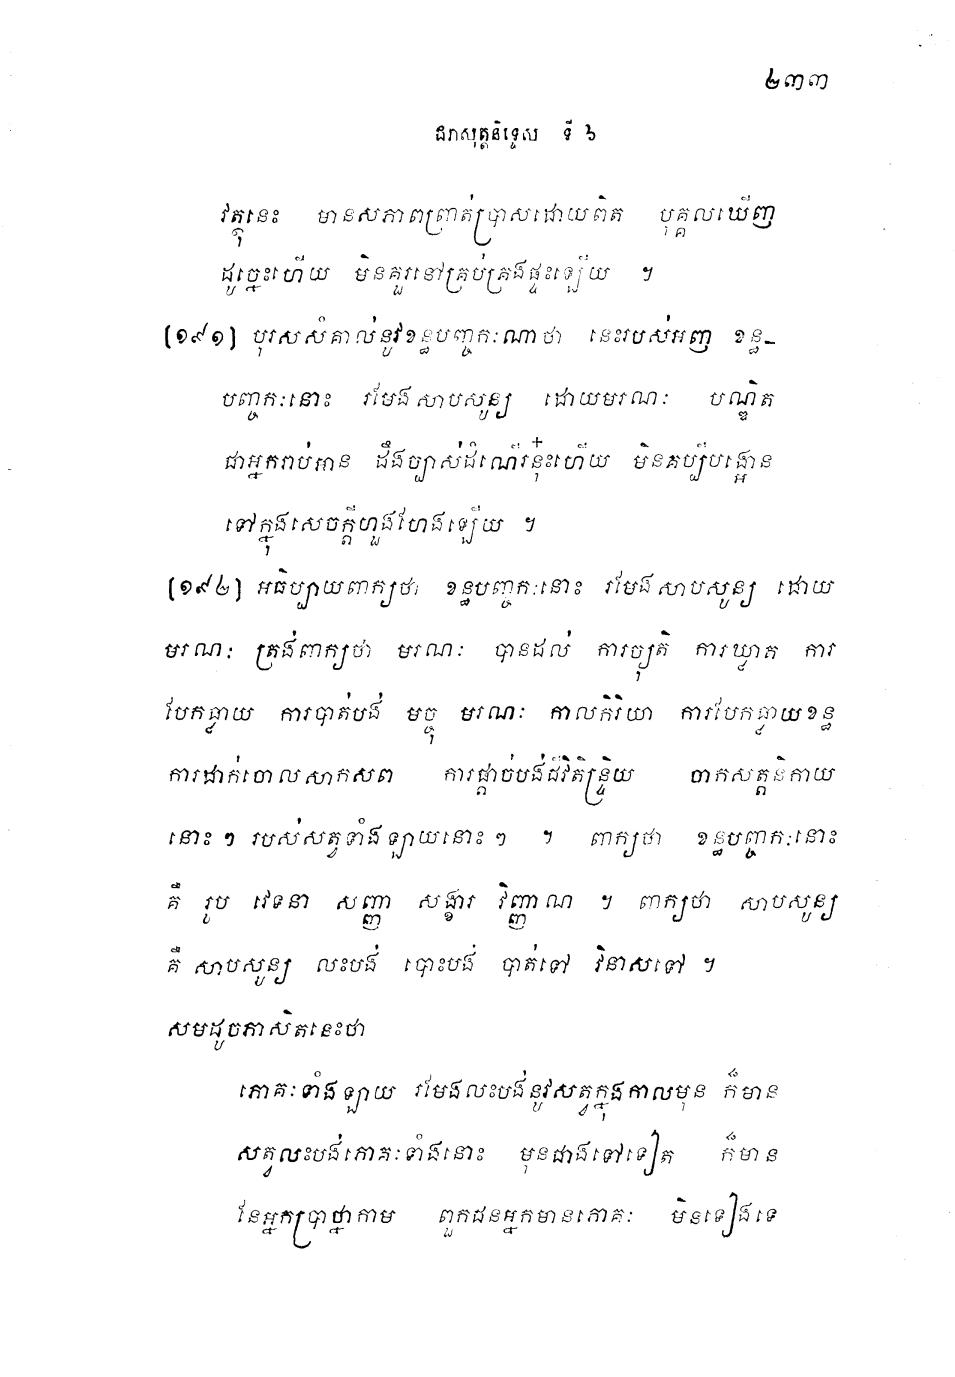 ២៣៣
ជរាសុត្តនិទ្ទេស ទី ៦
វត្ថុនេះ មានសភាពព្រាត់ប្រាសដោយពិត បុគ្គលឃើញ
ដូច្នេះហើយ មិនគួរនៅគ្រប់គ្រងផ្ទះឡើយ ។
[១៩១] បុរសសំគាល់នូវខន្ធបញ្ចកៈណាថា នេះរបស់អញ ខន្ធ-
បញ្ចកៈនោះ រមែងសាបសូន្យ ដោយមរណៈ បណ្ឌិត
ជាអ្នករាប់អាន ដឹងច្បាស់ដំណើរនុ៎ះហើយ មិនគប្បីបង្អោន
ទៅក្នុងសេចក្តីហួងហែងឡើយ ។
[១៩២] អធិប្បាយពាក្យថា ខន្ធបញ្ចកៈនោះ រមែងសាបសូន្យ ដោយ
មរណៈ ត្រង់ពាក្យថា មរណៈ បានដល់ ការច្យុតិ ការឃ្លាត ការ
បែកធ្លាយ ការបាត់បង់ មច្ចុ មរណៈ កាលកិរិយា ការបែកធ្លាយខន្ធ
ការដាក់ចោលសាកសព ការផ្តាច់បង់ជីវិតិន្ទ្រិយ ចាកសត្តនិកាយ
នោះ ៗ របស់សត្វទាំងឡាយនោះ ៗ ។ ពាក្យថា ខន្ធបញ្ចកៈនោះ
គឺ រូប វេទនា សញ្ញា សង្ខារ វិញ្ញាណ ។ ពាក្យថា សាបសូន្យ
គឺ សាបសូន្យ លះបង់ បោះបង់ បាត់ទៅ វិនាសទៅ ។
សមដូចភាសិតនេះថា
ភោគៈទាំងឡាយ រមែងលះបង់នូវសត្វក្នុងកាលមុន ក៏មាន
សត្វលះបង់ភោគៈទាំងនោះ មុនជាងទៅទៀត ក៏មាន
នែអ្នកប្រាថ្នាកាម ពួកជនអ្នកមានភោគៈ មិនទៀងទេ